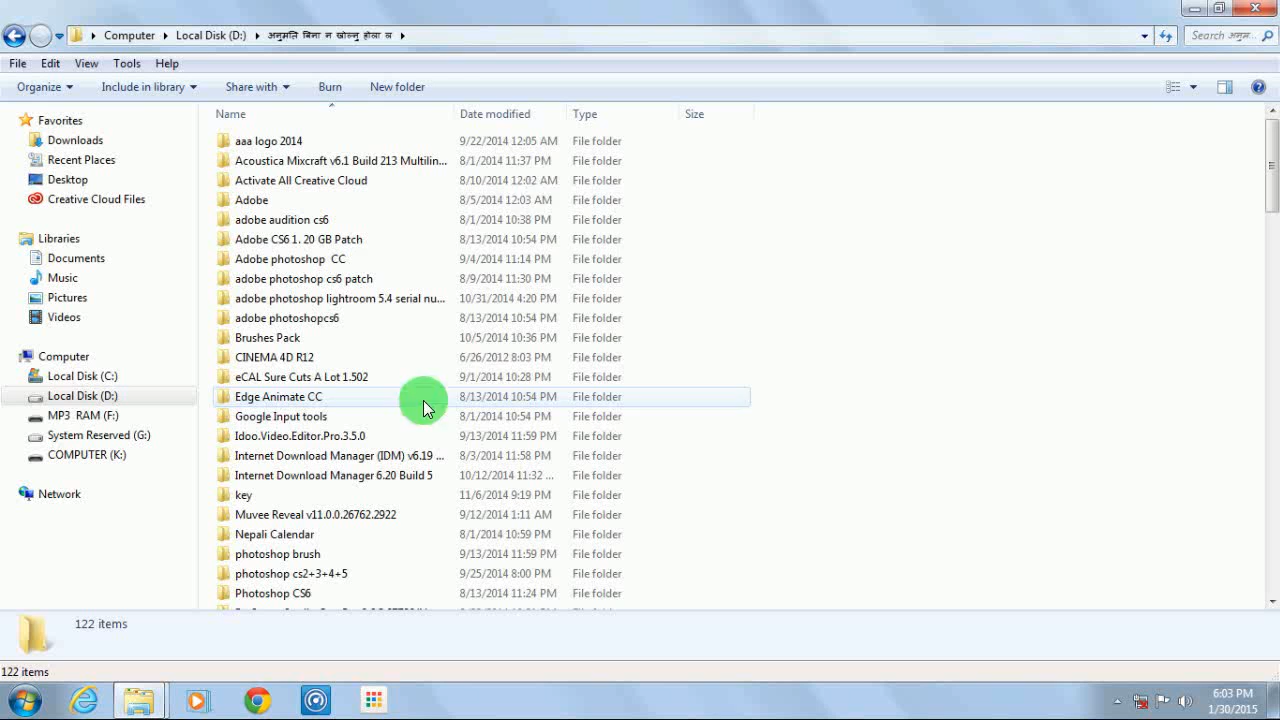 Computer Local Disk (D:) अनुमति बिना न खोल्नु होला ल
Search अनुम...
File Edit View Tools Help
Organize Include in library Share with Burn New folder
Name Date modified Type Size
Favorites
Downloads
Recent Places
Desktop
Creative Cloud Files
Libraries
Documents
Music
Pictures
Videos
Computer
Local Disk (C:)
Local Disk (D:)
MP3 RAM (F:)
System Reserved (G:)
COMPUTER (K:)
Network
aaa logo 2014 9/22/2014 12:05 AM File folder
Acoustica Mixcraft v6.1 Build 213 Multilin... 8/1/2014 11:37 PM File folder
Activate All Creative Cloud 8/10/2014 12:02 AM File folder
Adobe 8/5/2014 12:03 AM File folder
adobe audition cs6 8/1/2014 10:38 PM File folder
Adobe CS6 1. 20 GB Patch 8/13/2014 10:54 PM File folder
Adobe photoshop CC 9/4/2014 11:14 PM File folder
adobe photoshop cs6 patch 8/9/2014 11:30 PM File folder
adobe photoshop lightroom 5.4 serial nu... 10/31/2014 4:20 PM File folder
adobe photoshopcs6 8/13/2014 10:54 PM File folder
Brushes Pack 10/5/2014 10:36 PM File folder
CINEMA 4D R12 6/26/2012 8:03 PM File folder
eCAL Sure Cuts A Lot 1.502 9/1/2014 10:28 PM File folder
Edge Animate CC 8/13/2014 10:54 PM File folder
Google Input tools 8/1/2014 10:54 PM File folder
Idoo.Video.Editor.Pro.3.5.0 9/13/2014 11:59 PM File folder
Internet Download Manager (IDM) v6.19 ... 8/3/2014 11:58 PM File folder
Internet Download Manager 6.20 Build 5 10/12/2014 11:32 ... File folder
key 11/6/2014 9:19 PM File folder
Muvee Reveal v11.0.0.26762.2922 9/12/2014 1:11 AM File folder
Nepali Calendar 8/1/2014 10:59 PM File folder
photoshop brush 9/13/2014 11:59 PM File folder
photoshop cs2+3+4+5 9/25/2014 8:00 PM File folder
Photoshop CS6 8/13/2014 11:24 PM File folder
122 items
122 items
6:03 PM
1/30/2015